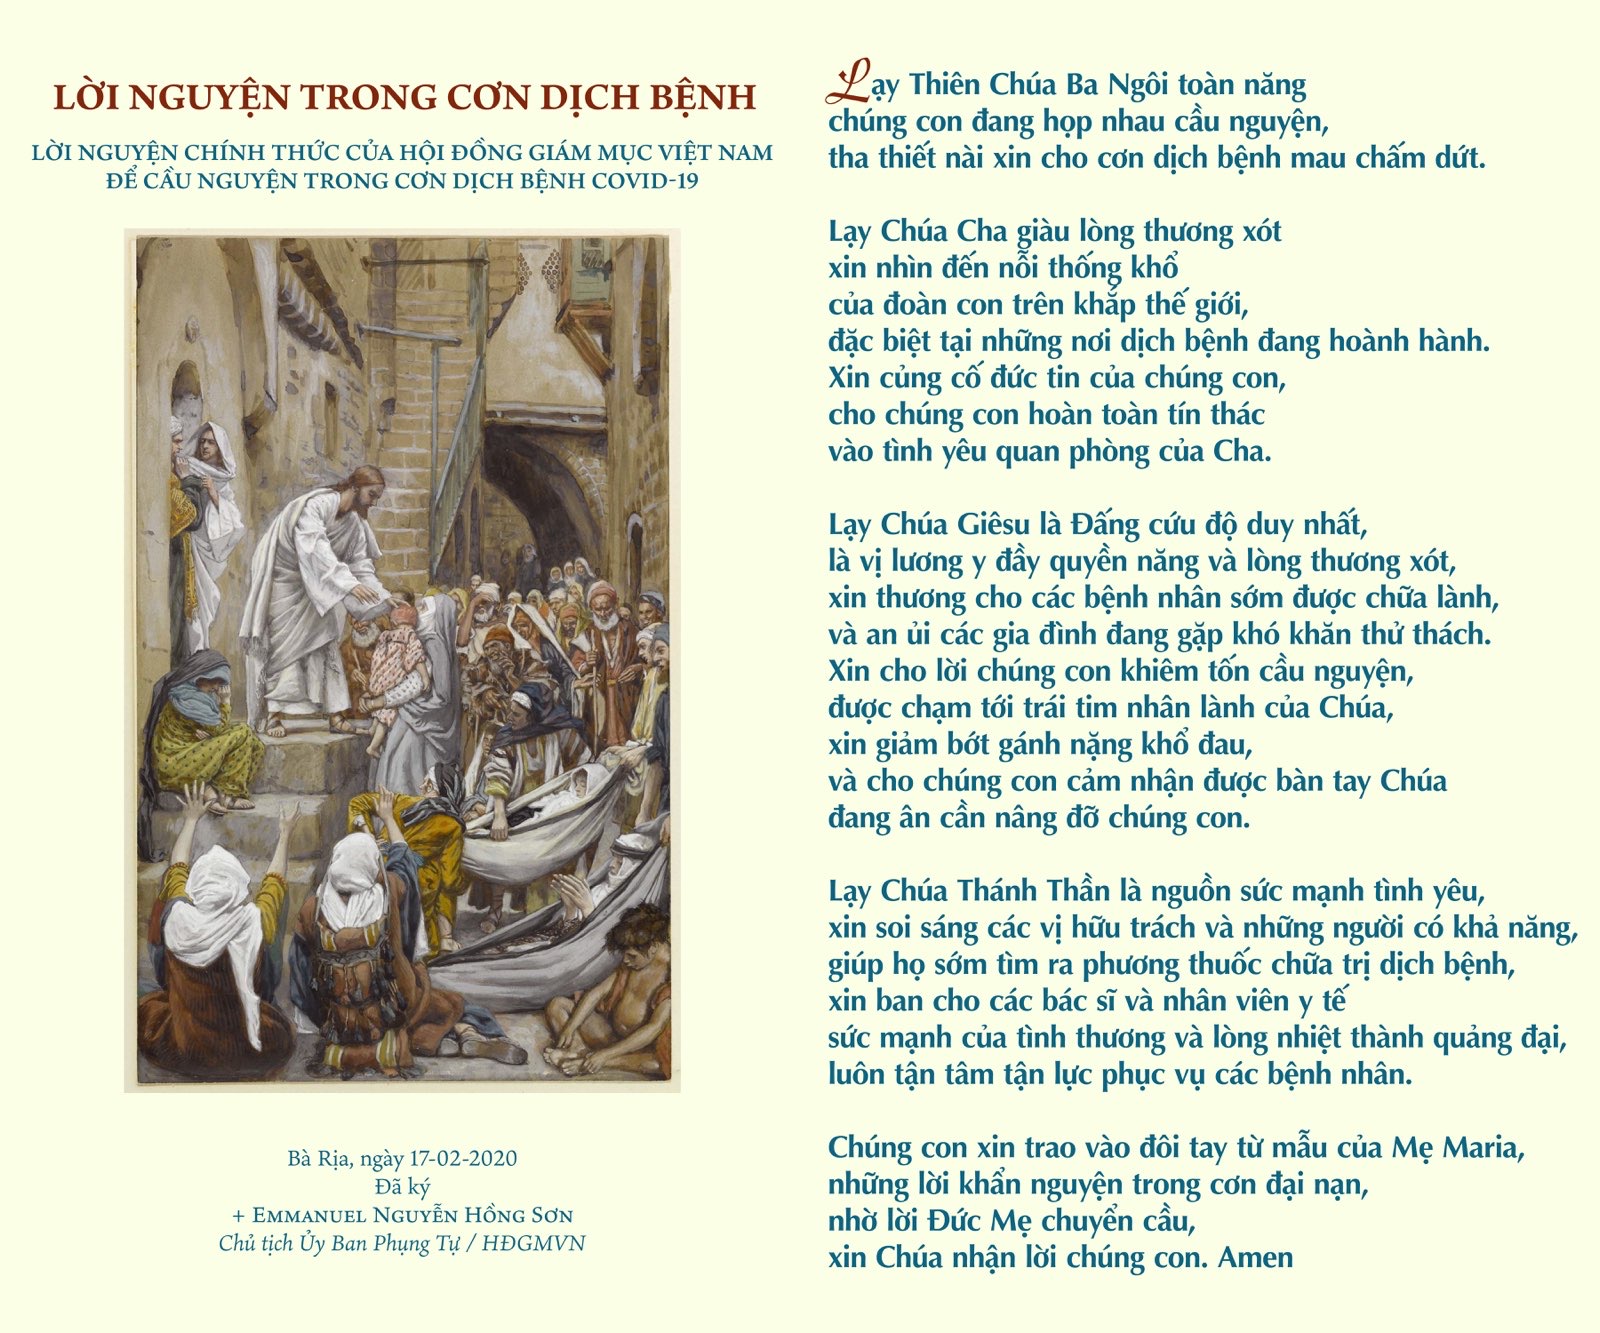 LỜI NGUYỆN TRONG CƠN DỊCH BỆNH
LỜI NGUYỆN CHÍNH THỨC CỦA HỘI ĐỒNG GIÁM MỤC VIỆT NAM
ĐỂ CẦU NGUYỆN TRONG CƠN DỊCH BỆNH COVID-19
Bà Rịa, ngày 17-02-2020
Đã ký
+ EMMANUEL NGUYỄN HỒNG SƠN
Chủ tịch Ủy Ban Phụng Tự / HĐGMVN
Lạy Thiên Chúa Ba Ngôi toàn năng
chúng con đang họp nhau cầu nguyện,
tha thiết nài xin cho cơn dịch bệnh mau chấm dứt.
Lạy Chúa Cha giàu lòng thương xót
xin nhìn đến nỗi thống khổ
của đoàn con trên khắp thế giới,
đặc biệt tại những nơi dịch bệnh đang hoành hành.
Xin củng cố đức tin của chúng con,
cho chúng con hoàn toàn tín thác
vào tình yêu quan phòng của Cha.
Lạy Chúa Giêsu là Đấng cứu độ duy nhất,
là vị lương y đầy quyền năng và lòng thương xót,
xin thương cho các bệnh nhân sớm được chữa lành,
và an ủi các gia đình đang gặp khó khăn thử thách.
Xin cho lời chúng con khiêm tốn cầu nguyện,
được chạm tới trái tim nhân lành của Chúa,
xin giảm bớt gánh nặng khổ đau,
và cho chúng con cảm nhận được bàn tay Chúa
đang ân cần nâng đỡ chúng con.
Lạy Chúa Thánh Thần là nguồn sức mạnh tình yêu,
xin soi sáng các vị hữu trách và những người có khả năng,
giúp họ sớm tìm ra phương thuốc chữa trị dịch bệnh,
xin ban cho các bác sĩ và nhân viên y tế
sức mạnh của tình thương và lòng nhiệt thành quảng đại,
luôn tận tâm tận lực phục vụ các bệnh nhân.
Chúng con xin trao vào đôi tay từ mẫu của Mẹ Maria,
những lời khẩn nguyện trong cơn đại nạn,
nhờ lời Đức Mẹ chuyển cầu,
xin Chúa nhận lời chúng con. Amen